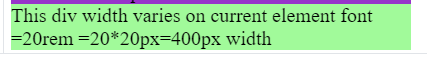 This div width varies on current element font
=20rem =20*20px=400px width